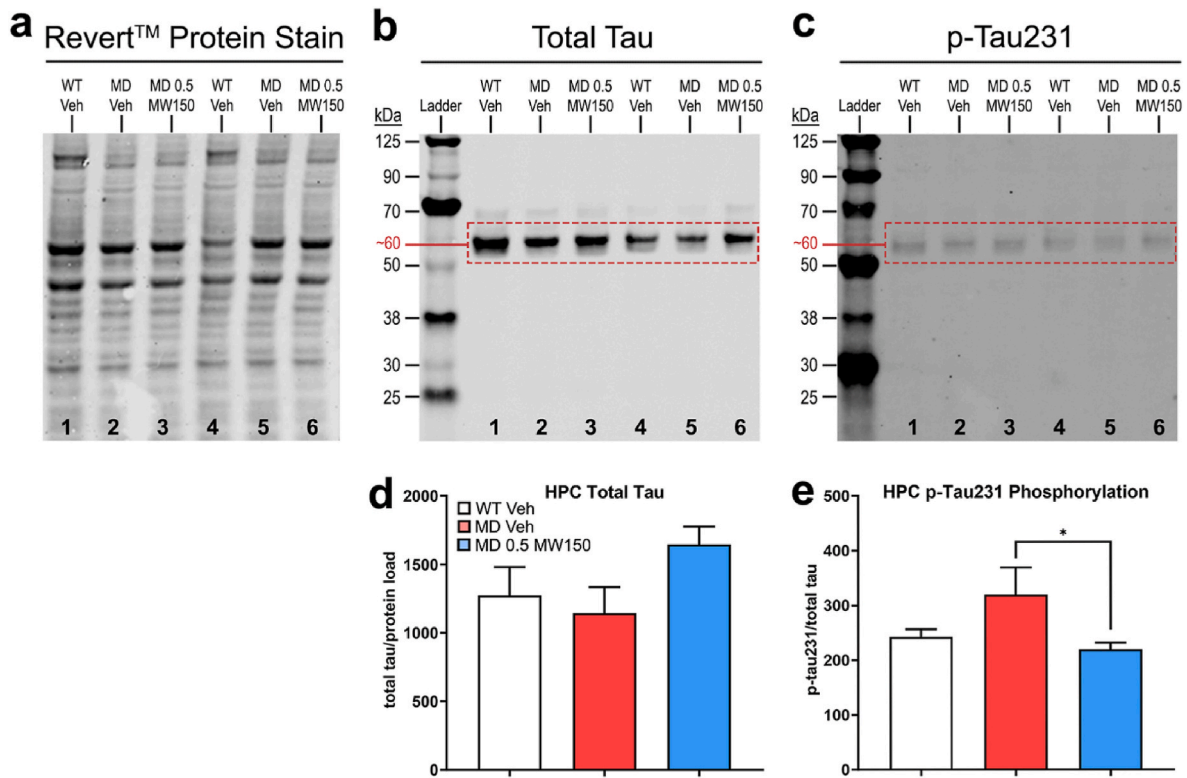 a
Revert™ Protein Stain
WT Veh
MD Veh
MD 0.5 MW150
WT Veh
MD Veh
MD 0.5 MW150
1 2 3 4 5 6
b
Total Tau
kDa
Ladder
WT Veh
MD Veh
MD 0.5 MW150
WT Veh
MD Veh
MD 0.5 MW150
125
90
70
~60
50
38
30
25
1 2 3 4 5 6
c
p-Tau231
kDa
Ladder
WT Veh
MD Veh
MD 0.5 MW150
WT Veh
MD Veh
MD 0.5 MW150
125
90
70
~60
50
38
30
25
1 2 3 4 5 6
d
HPC Total Tau
total tau/protein load
2000
1500
1000
500
0
WT Veh
MD Veh
MD 0.5 MW150
e
HPC p-Tau231 Phosphorylation
p-tau231/total tau
500
400
300
200
100
0
*